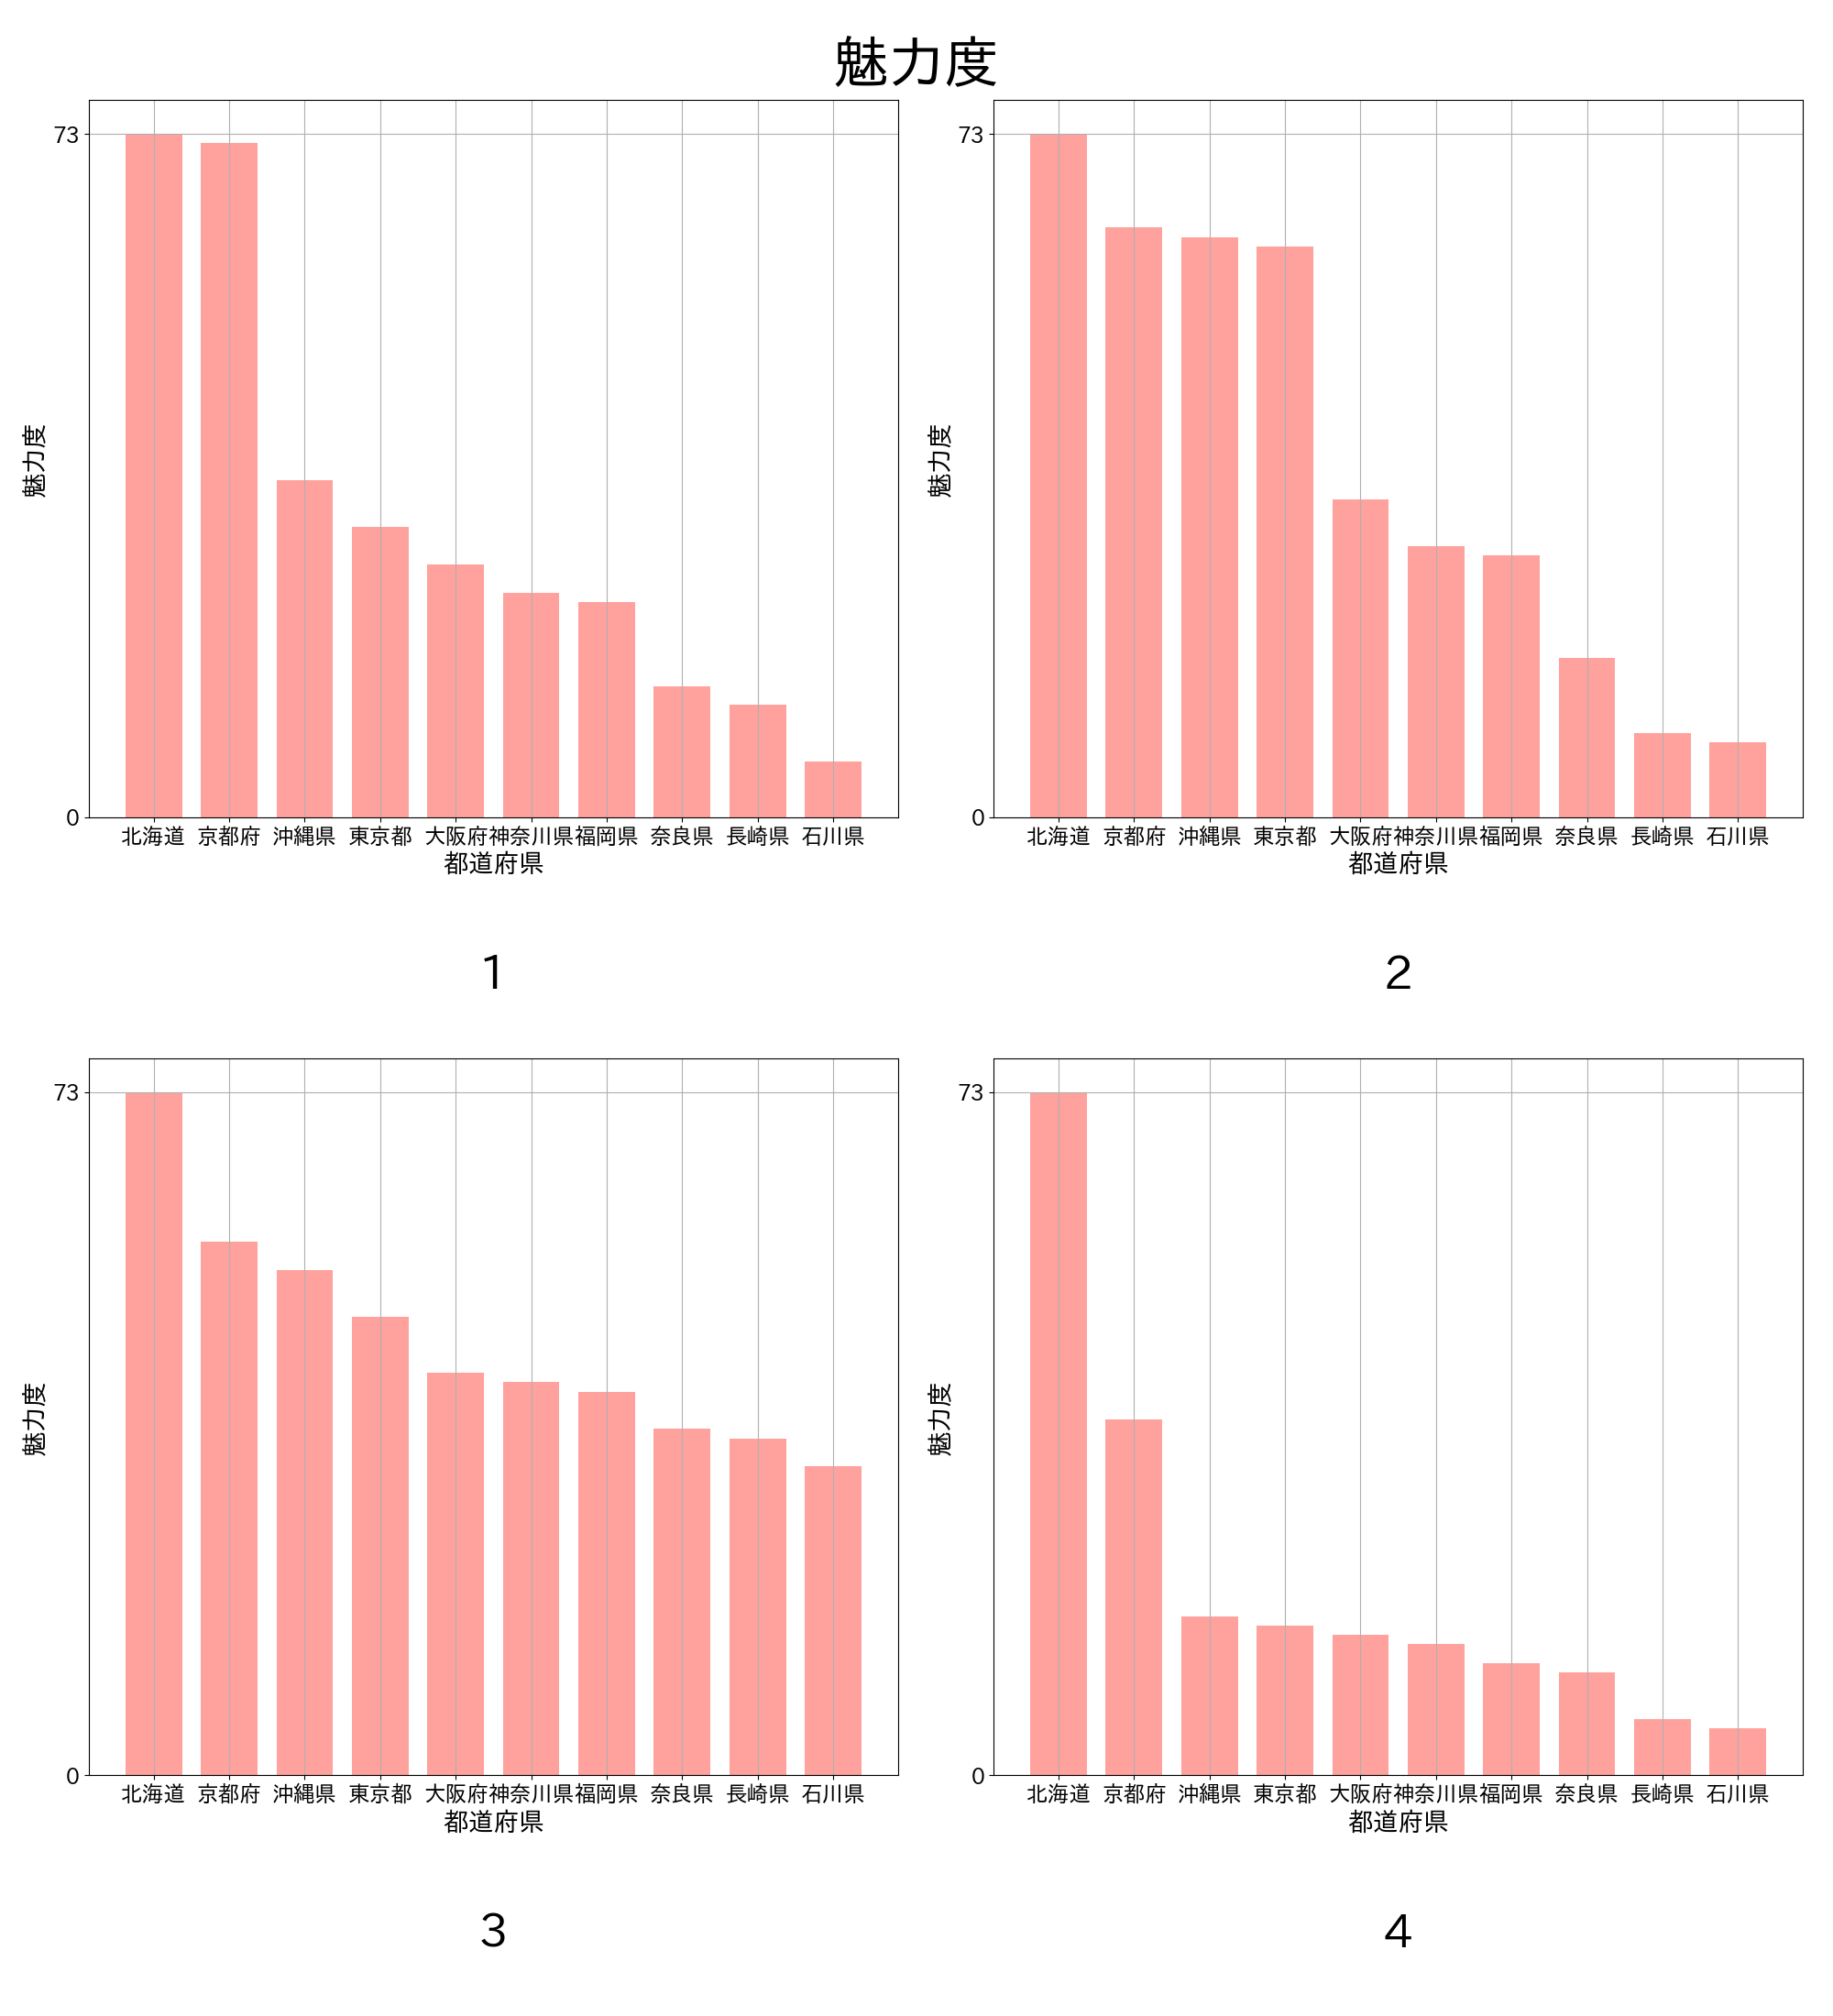 魅力度
73
0
魅力度
北海道 京都府 沖縄県 東京都 大阪府 神奈川県 福岡県 奈良県 長崎県 石川県
都道府県
1
73
0
魅力度
北海道 京都府 沖縄県 東京都 大阪府 神奈川県 福岡県 奈良県 長崎県 石川県
都道府県
2
73
0
魅力度
北海道 京都府 沖縄県 東京都 大阪府 神奈川県 福岡県 奈良県 長崎県 石川県
都道府県
3
73
0
魅力度
北海道 京都府 沖縄県 東京都 大阪府 神奈川県 福岡県 奈良県 長崎県 石川県
都道府県
4